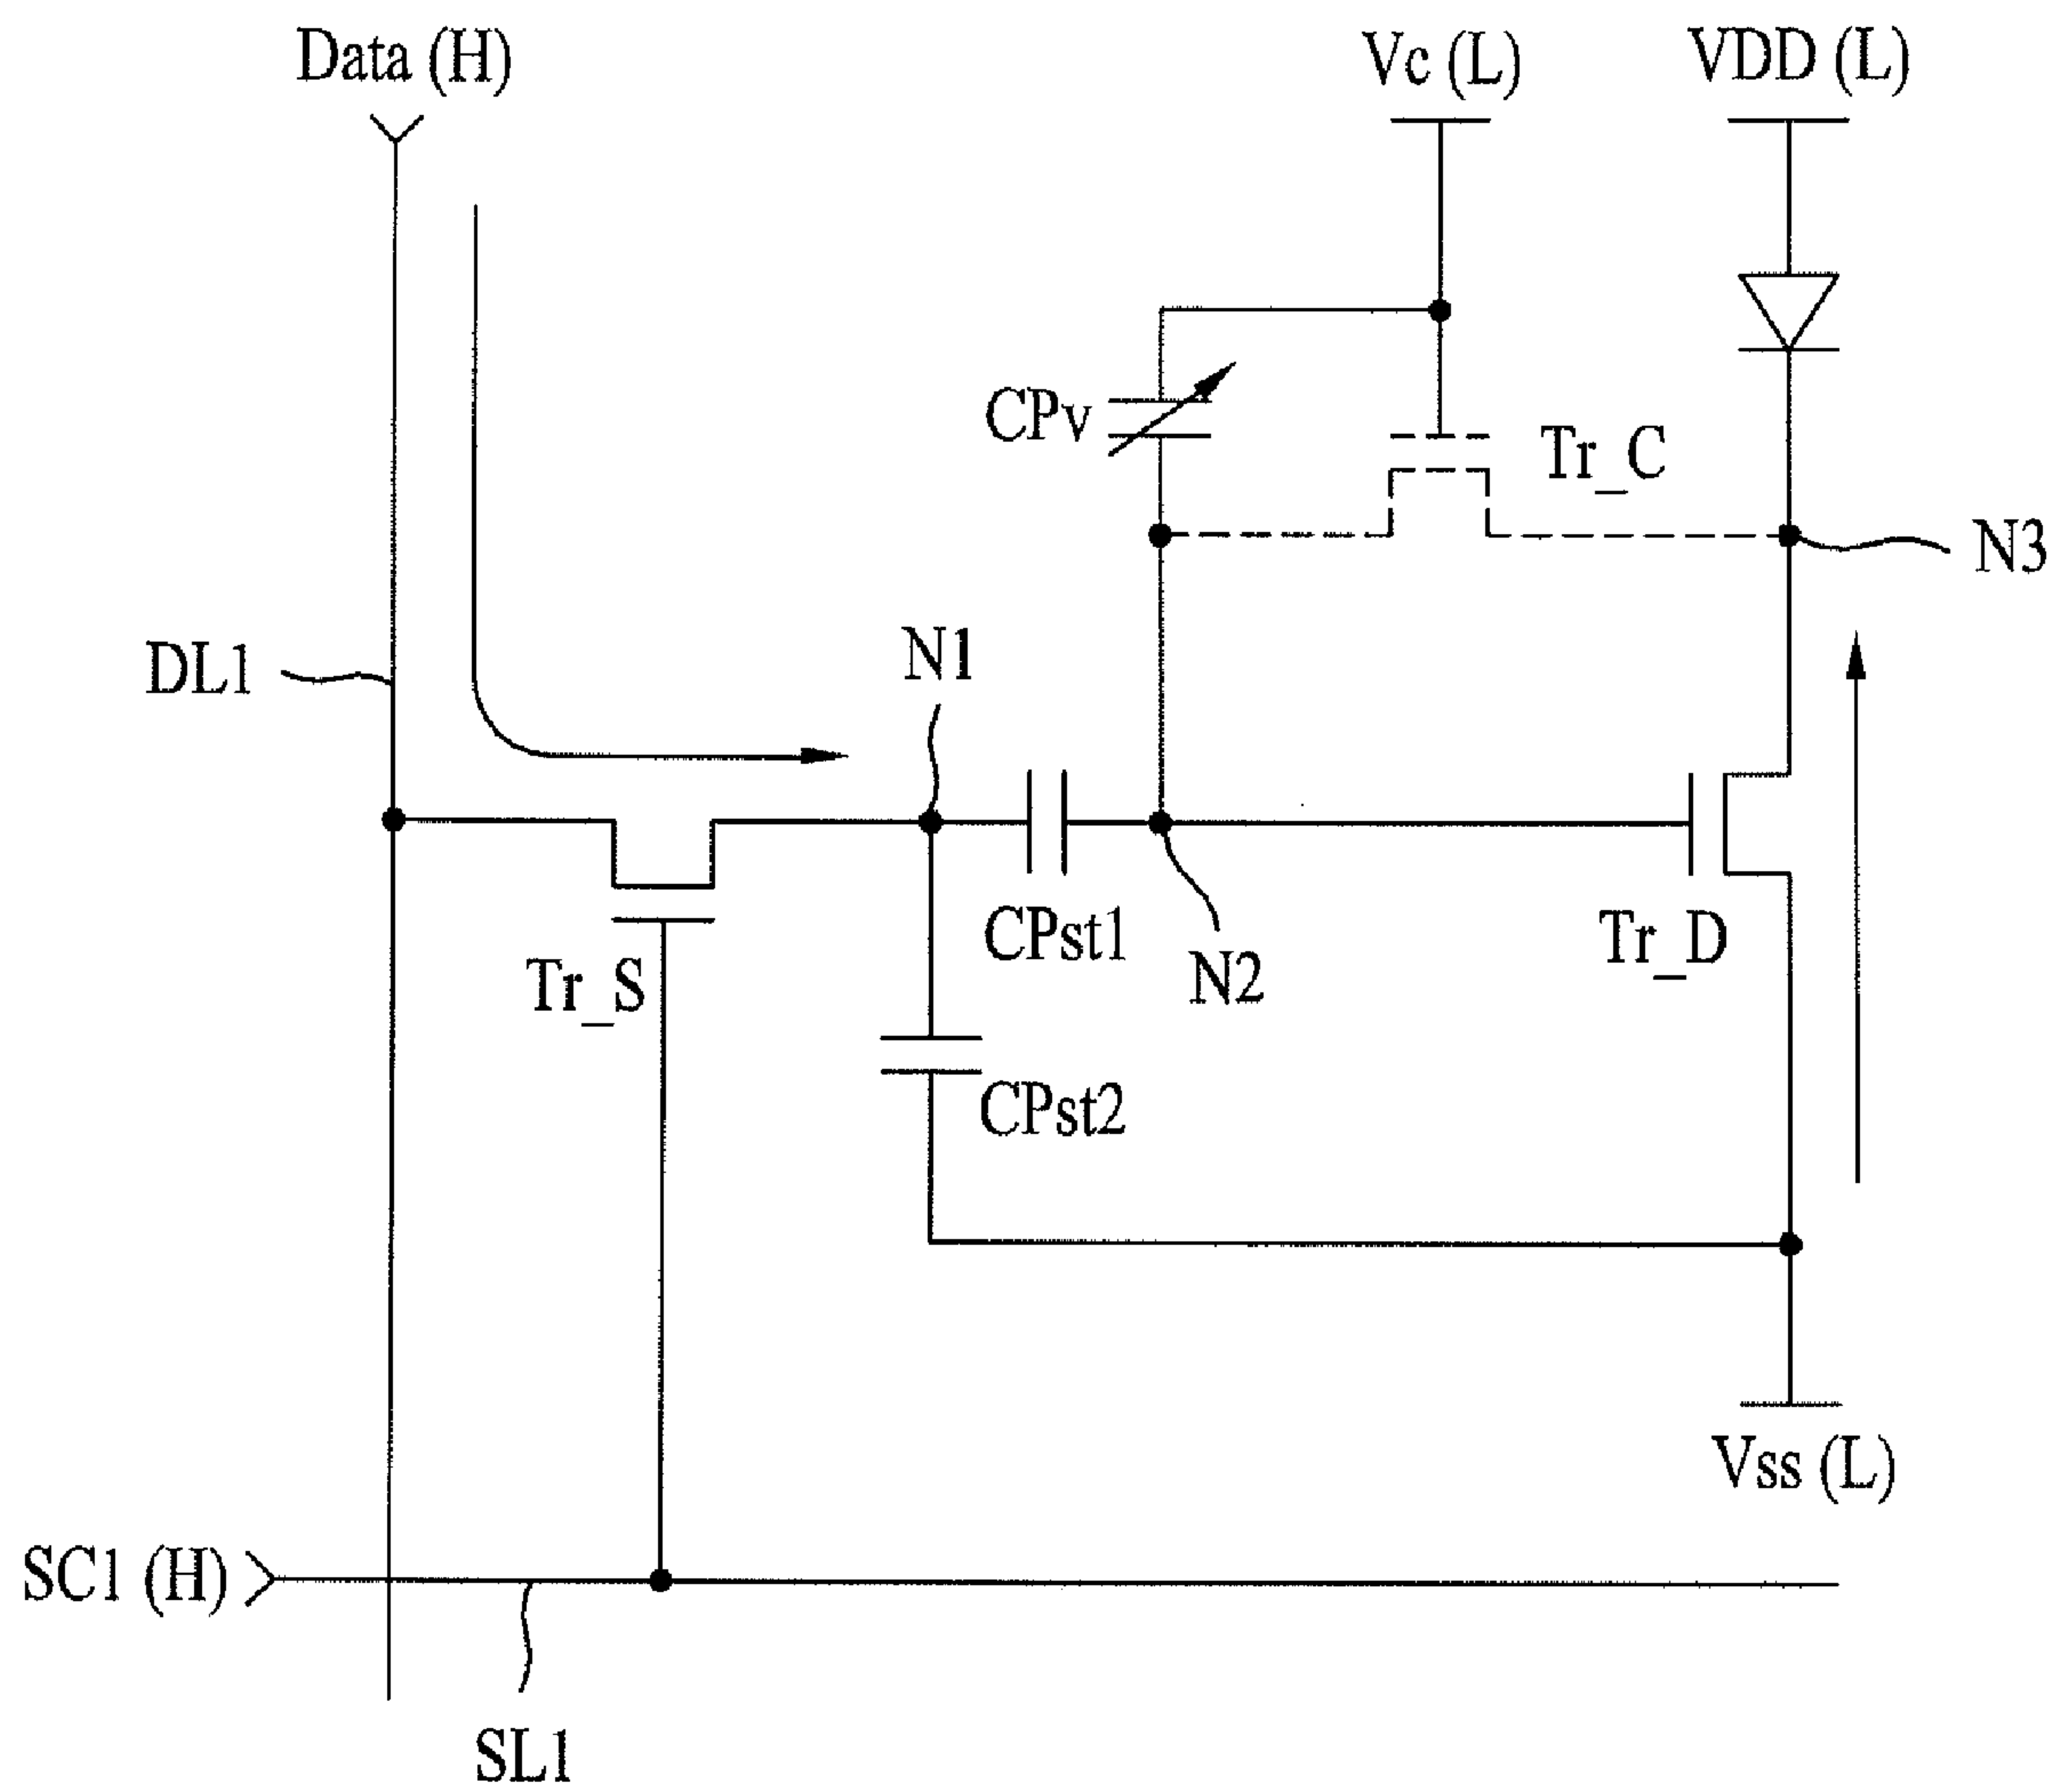 Data (H)
Vc (L)
VDD (L)
CPv
Tr_C
N3
DL1
N1
CPst1
N2
Tr_D
Tr_S
CPst2
Vss (L)
SC1 (H)
SL1